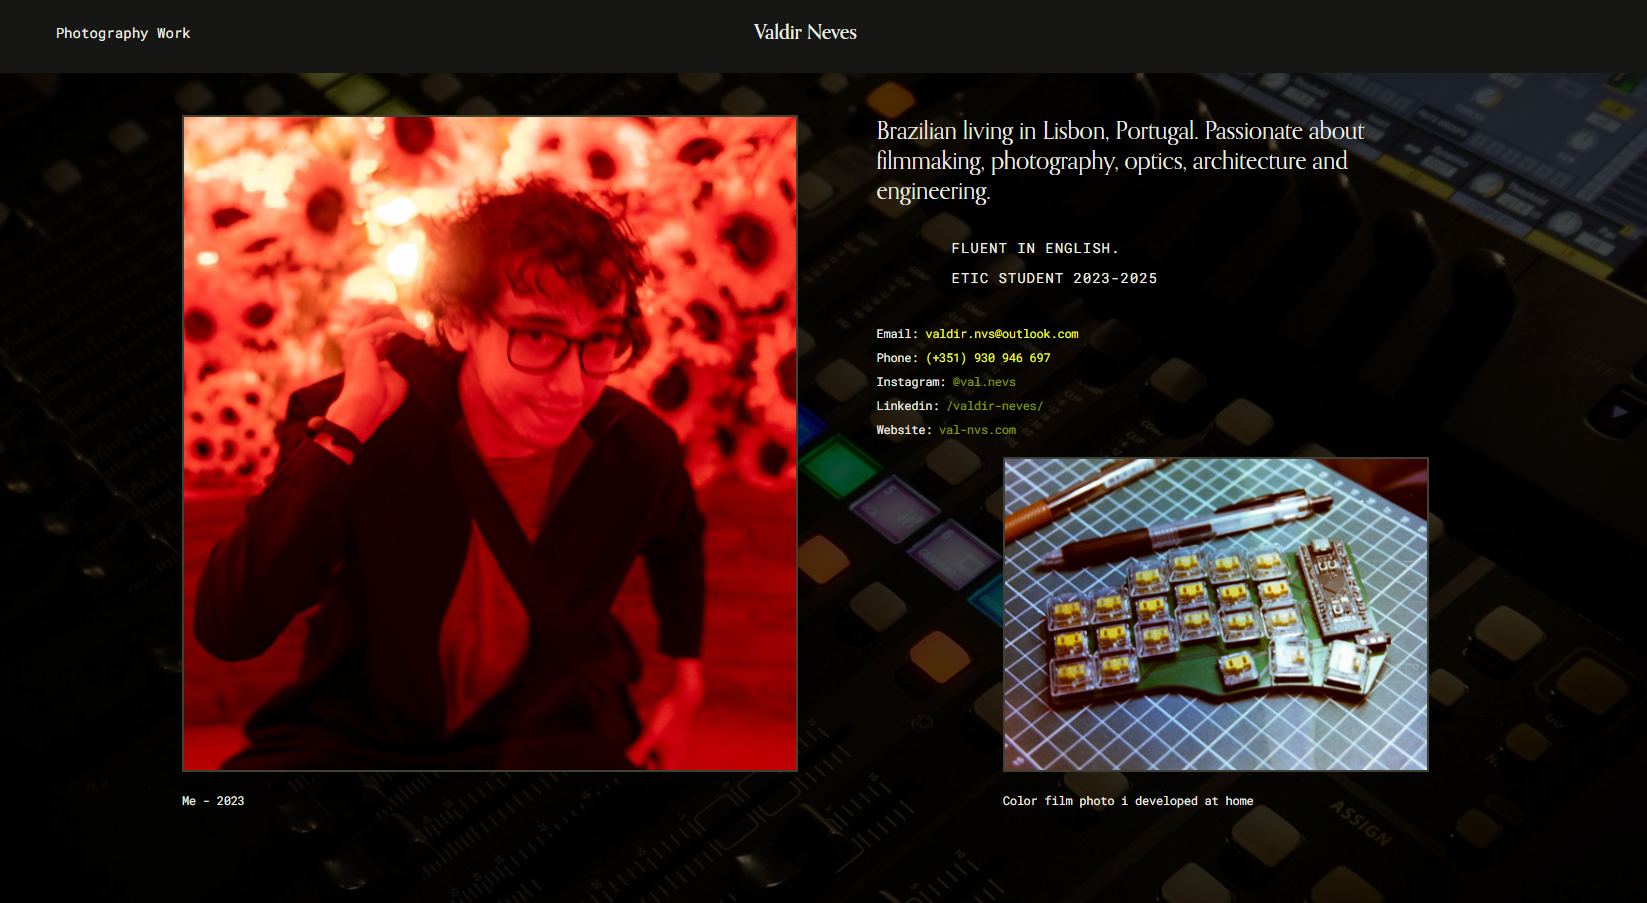 Photography Work
Valdir Neves
Brazilian living in Lisbon, Portugal. Passionate about
filmmaking, photography, optics, architecture and
engineering.
FLUENT IN ENGLISH.
ETIC STUDENT 2023-2025
Email: valdir.nvs@outlook.com
Phone: (+351) 930 946 697
Instagram: @val.nevs
Linkedin: /valdir-neves/
Website: val-nvs.com
Me - 2023
Color film photo i developed at home
ASSIGN